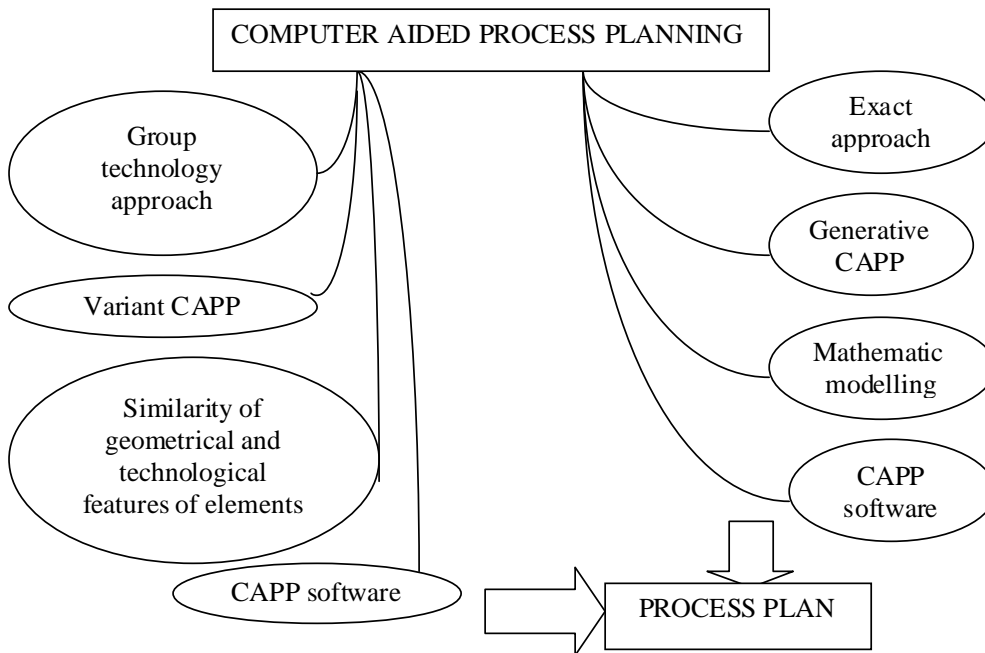 COMPUTER AIDED PROCESS PLANNING
Group
technology
approach
Variant CAPP
Similarity of
geometrical and
technological
features of elements
CAPP software
Exact
approach
Generative
CAPP
Mathematic
modelling
CAPP
software
PROCESS PLAN